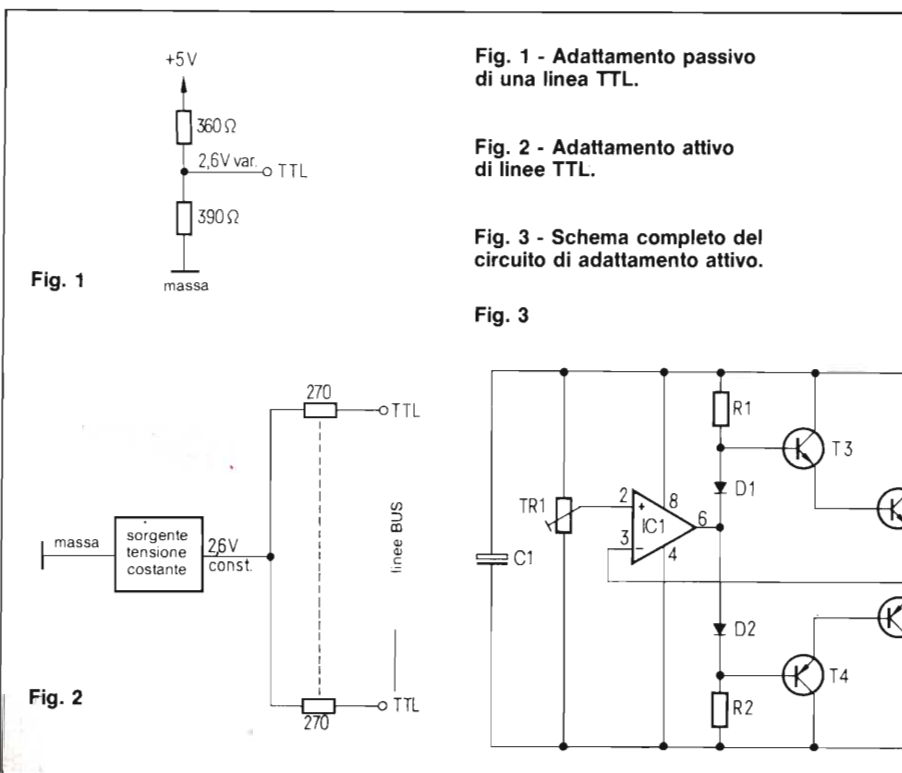 +5V
360Ω
2,6V var.
TTL
390Ω
massa
Fig. 1
Fig. 1 - Adattamento passivo
di una linea TTL.
Fig. 2 - Adattamento attivo
di linee TTL.
Fig. 3 - Schema completo del
circuito di adattamento attivo.
Fig. 3
270
TTL
massa
sorgente
tensione
costante
2,6V
const.
linee BUS
270
TTL
Fig. 2
R1
T3
D1
TR1
2
+
8
IC1
6
3
-
4
C1
D2
T4
R2